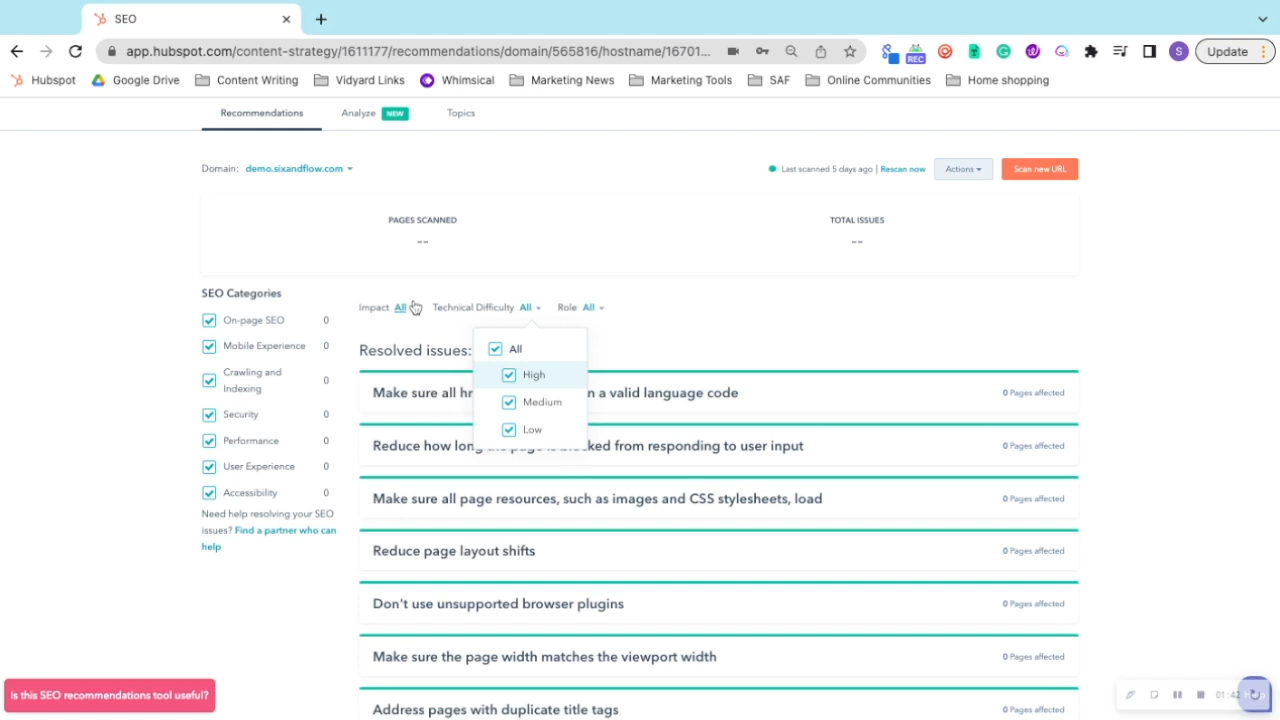 SEO
app.hubspot.com/content-strategy/1611177/recommendations/domain/565816/hostname/16701...
REC
S
Update
Hubspot
Google Drive
Content Writing
Vidyard Links
Whimsical
Marketing News
Marketing Tools
SAF
Online Communities
Home shopping
Recommendations
Analyze NEW
Topics
Domain: demo.sixandflow.com
Last scanned 5 days ago | Rescan now
Actions
Scan new URL
PAGES SCANNED
--
TOTAL ISSUES
--
SEO Categories
On-page SEO 0
Mobile Experience 0
Crawling and
Indexing 0
Security 0
Performance 0
User Experience 0
Accessibility 0
Need help resolving your SEO
issues? Find a partner who can
help
Impact All
Technical Difficulty All
Role All
All
High
Medium
Low
Resolved issues:
Make sure all n a valid language code 0 Pages affected
Reduce how long the page is blocked from responding to user input 0 Pages affected
Make sure all page resources, such as images and CSS stylesheets, load 0 Pages affected
Reduce page layout shifts 0 Pages affected
Don't use unsupported browser plugins 0 Pages affected
Make sure the page width matches the viewport width 0 Pages affected
Address pages with duplicate title tags 0 Pages affected
Is this SEO recommendations tool useful?
01:42